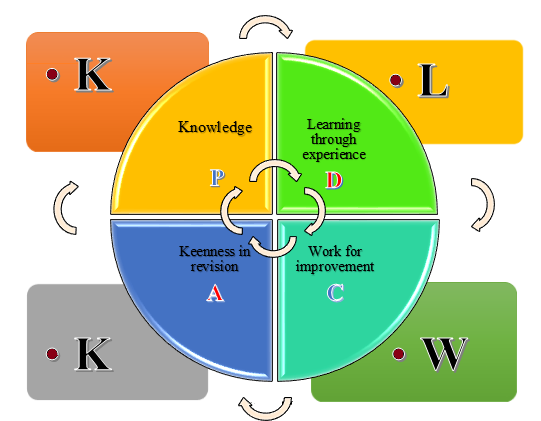 • K
• L
Knowledge
P
Learning
through
experience
D
Keenness in
revision
A
Work for
improvement
C
• K
• W